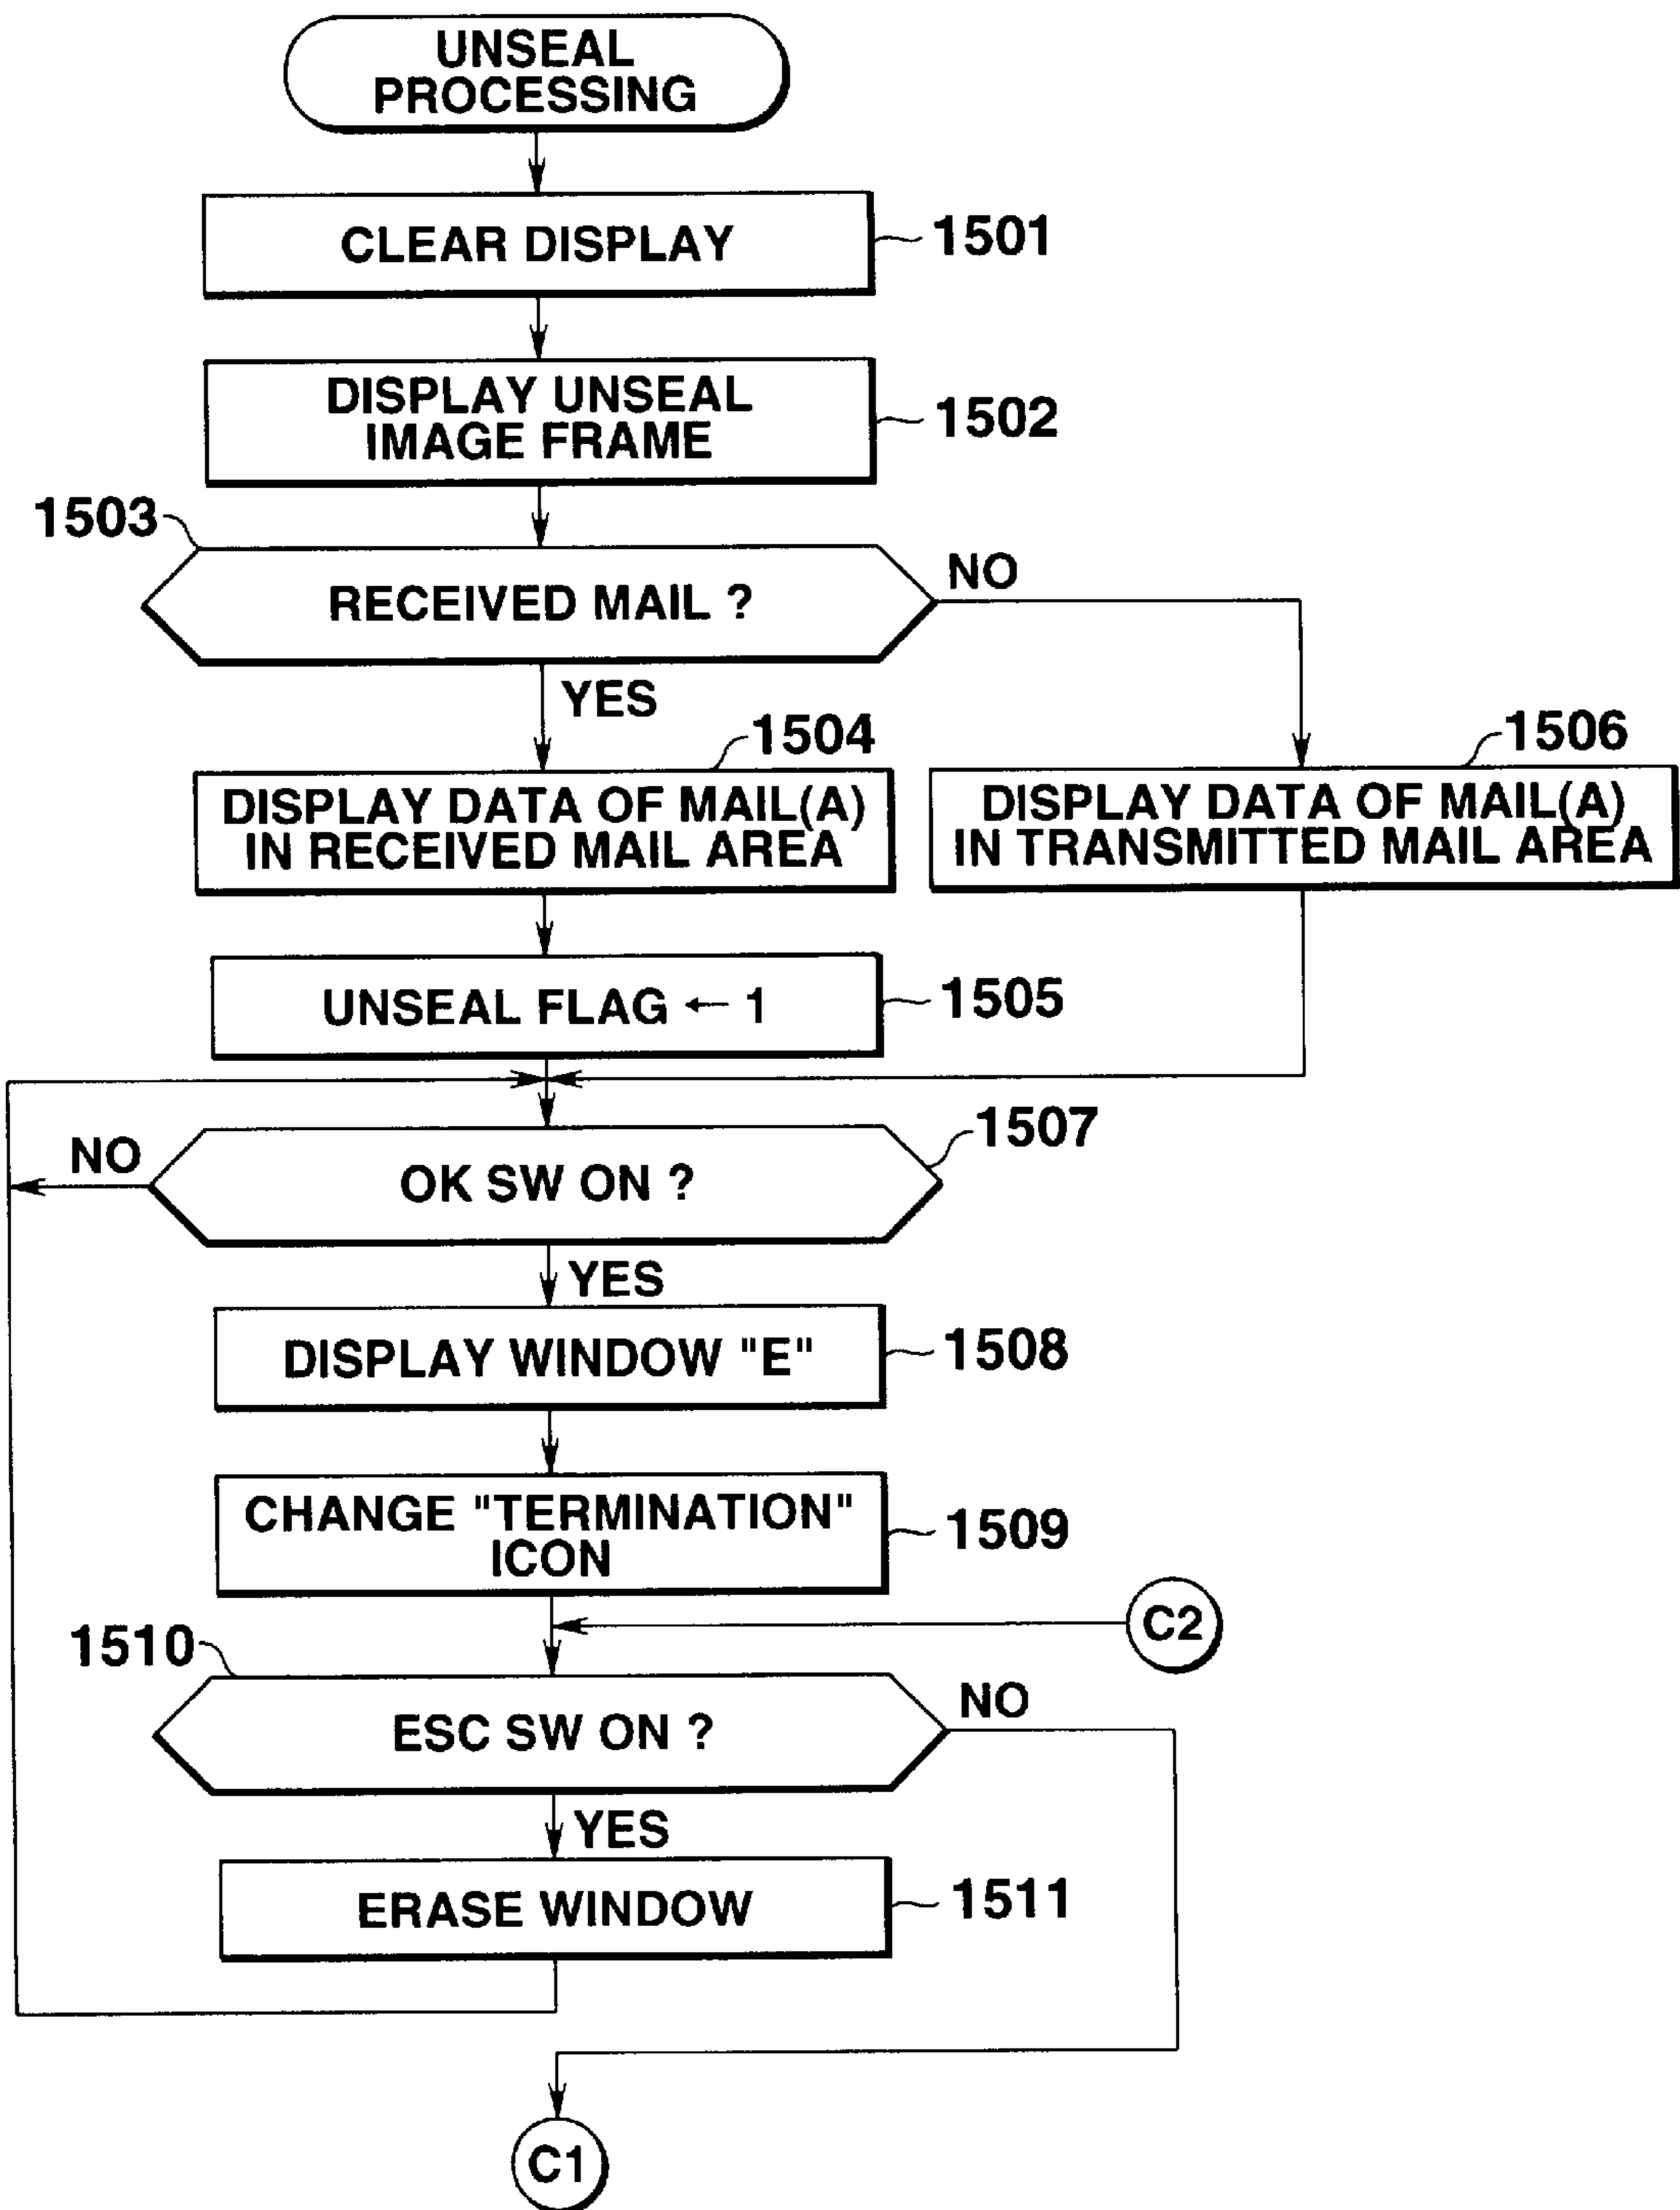 UNSEAL
PROCESSING
CLEAR DISPLAY
1501
DISPLAY UNSEAL
IMAGE FRAME
1502
1503
RECEIVED MAIL ?
NO
YES
1504
DISPLAY DATA OF MAIL(A)
IN RECEIVED MAIL AREA
1506
DISPLAY DATA OF MAIL(A)
IN TRANSMITTED MAIL AREA
UNSEAL FLAG ← 1
1505
1507
NO
OK SW ON ?
YES
DISPLAY WINDOW "E"
1508
CHANGE "TERMINATION"
ICON
1509
C2
1510
ESC SW ON ?
NO
YES
ERASE WINDOW
1511
C1